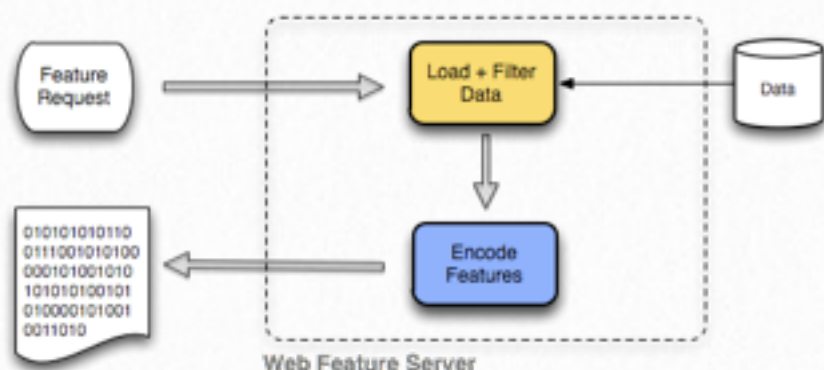 Feature
Request
Load + Filter
Data
Data
Encode
Features
010101010110
0111001010100
000101001010
101010100101
010000101001
0011010
Web Feature Server